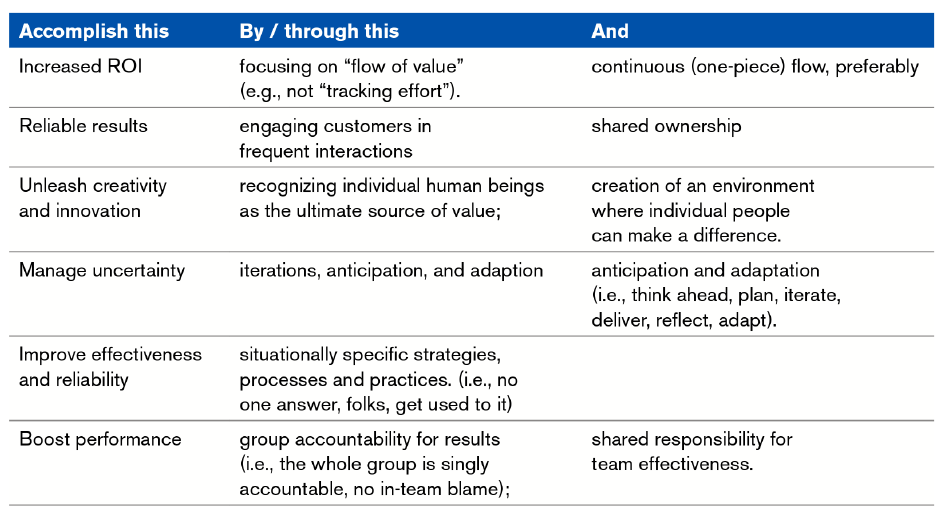 Accomplish this By / through this And
Increased ROI focusing on “flow of value” continuous (one-piece) flow, preferably
(e.g., not “tracking effort”).
Reliable results engaging customers in shared ownership
frequent interactions
Unleash creativity recognizing individual human beings creation of an environment
and innovation as the ultimate source of value; where individual people
can make a difference.
Manage uncertainty iterations, anticipation, and adaption anticipation and adaptation
(i.e., think ahead, plan, iterate,
deliver, reflect, adapt).
Improve effectiveness situationally specific strategies,
and reliability processes and practices. (i.e., no
one answer, folks, get used to it)
Boost performance group accountability for results shared responsibility for
(i.e., the whole group is singly team effectiveness.
accountable, no in-team blame);